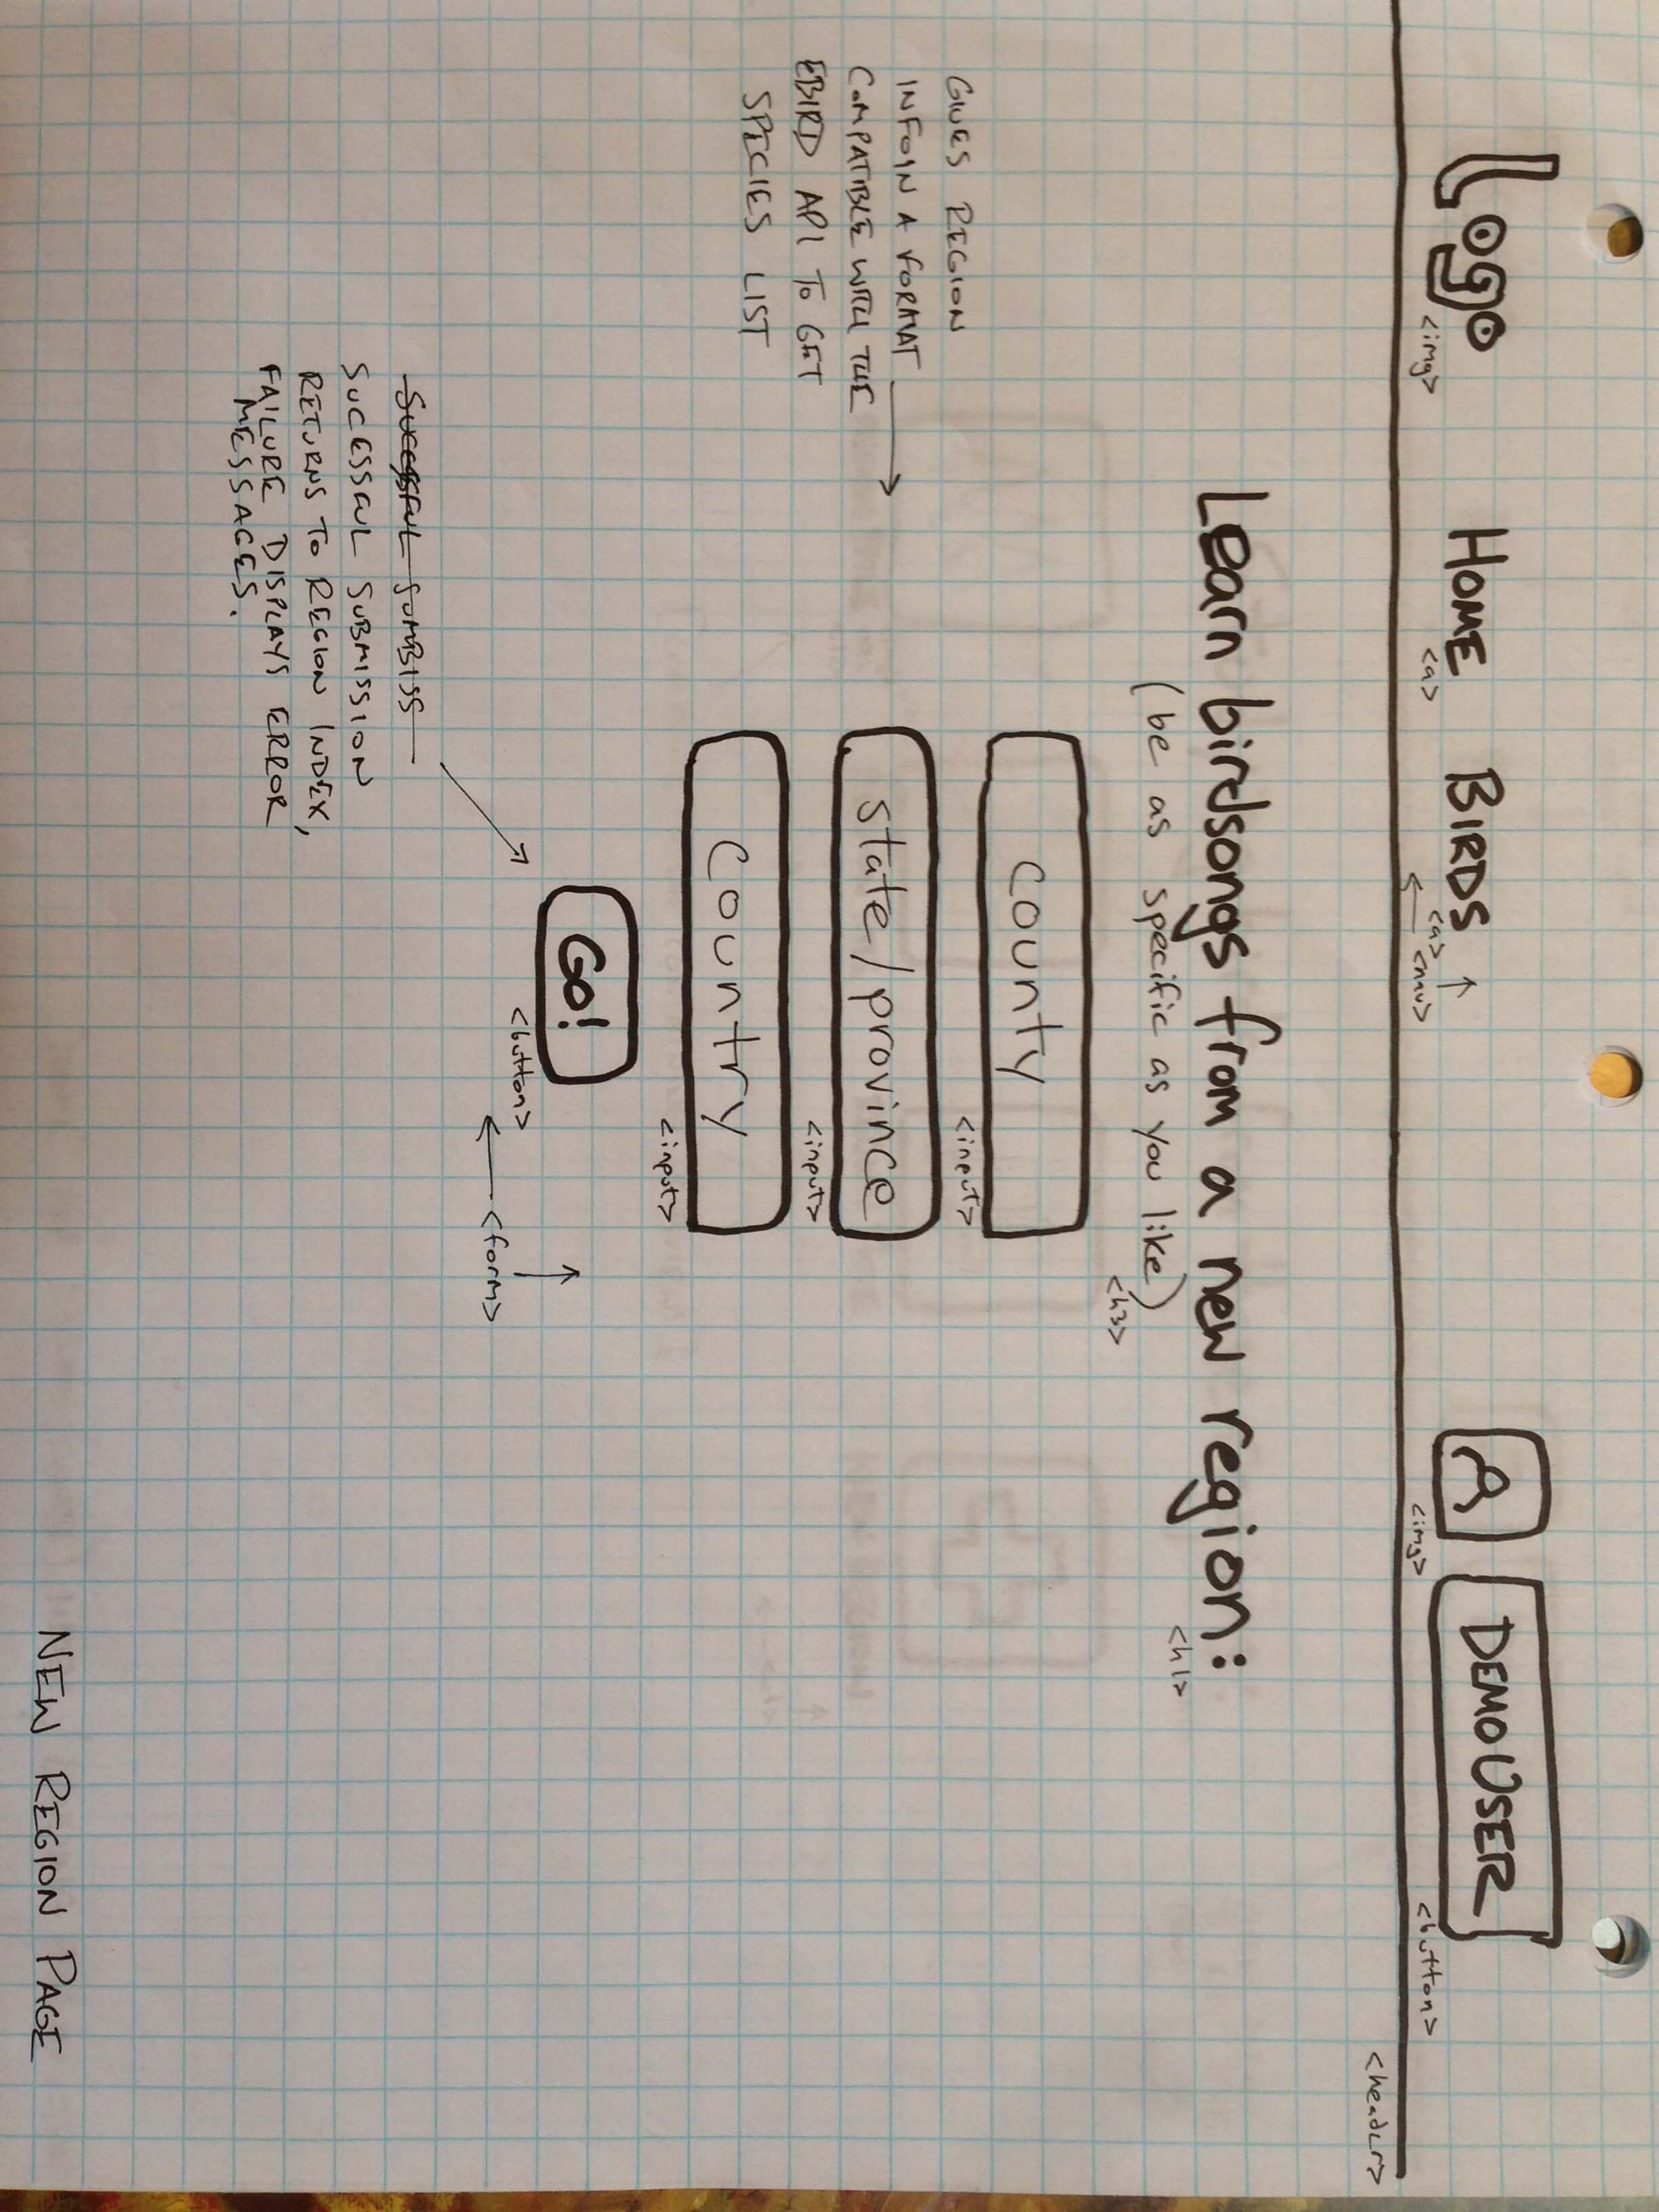 Logo HOME BIRDS DEMO USER
<img> <a> <a> <nav> <img> <button>
<header>
Learn birdsongs from a new region:
<h1>
(be as specific as you like)
<h3>
county
<input>
GIVES REGION
INFO IN A FORMAT
COMPATIBLE WITH THE
EBIRD API TO GET
SPECIES LIST
state/province
<input>
Country
<input>
GO!
<button>
<form>
SUCESSFUL SUMBISS
SUCESSFUL SUBMISSION
RETURNS TO REGION INDEX,
FAILURE DISPLAYS ERROR
MESSAGES.
NEW REGION PAGE